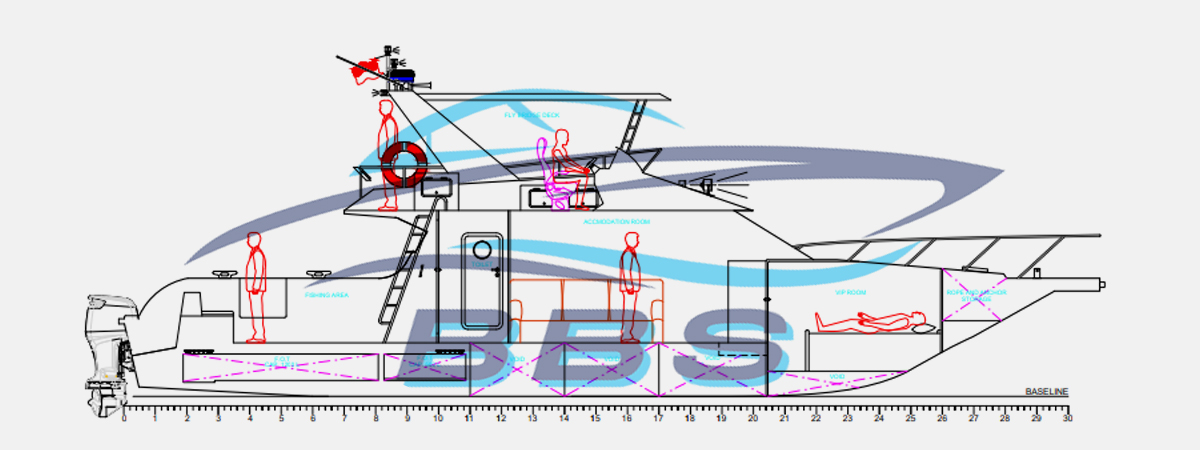 FLY BRIDGE DECK
ACCMODATION ROOM
FISHING AREA
VIP ROOM
ROPE AND ANCHOR
STORAGE
F.O.T
VOID
VOID
BBS
BASELINE
0 1 2 3 4 5 6 7 8 9 10 11 12 13 14 15 16 17 18 19 20 21 22 23 24 25 26 27 28 29 30